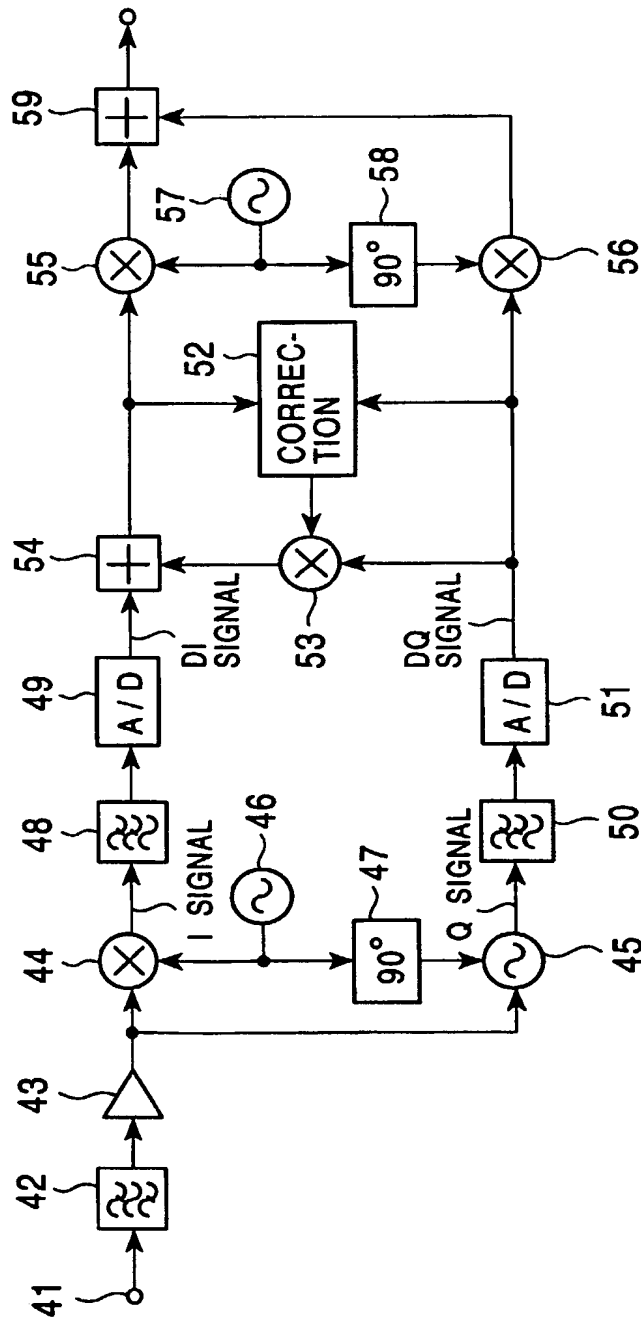 41
42
43
44
I SIGNAL
46
47
90°
Q SIGNAL
45
48
49
A/D
DI
SIGNAL
50
51
A/D
DQ
SIGNAL
54
53
52
CORREC-
TION
55
57
58
90°
56
59